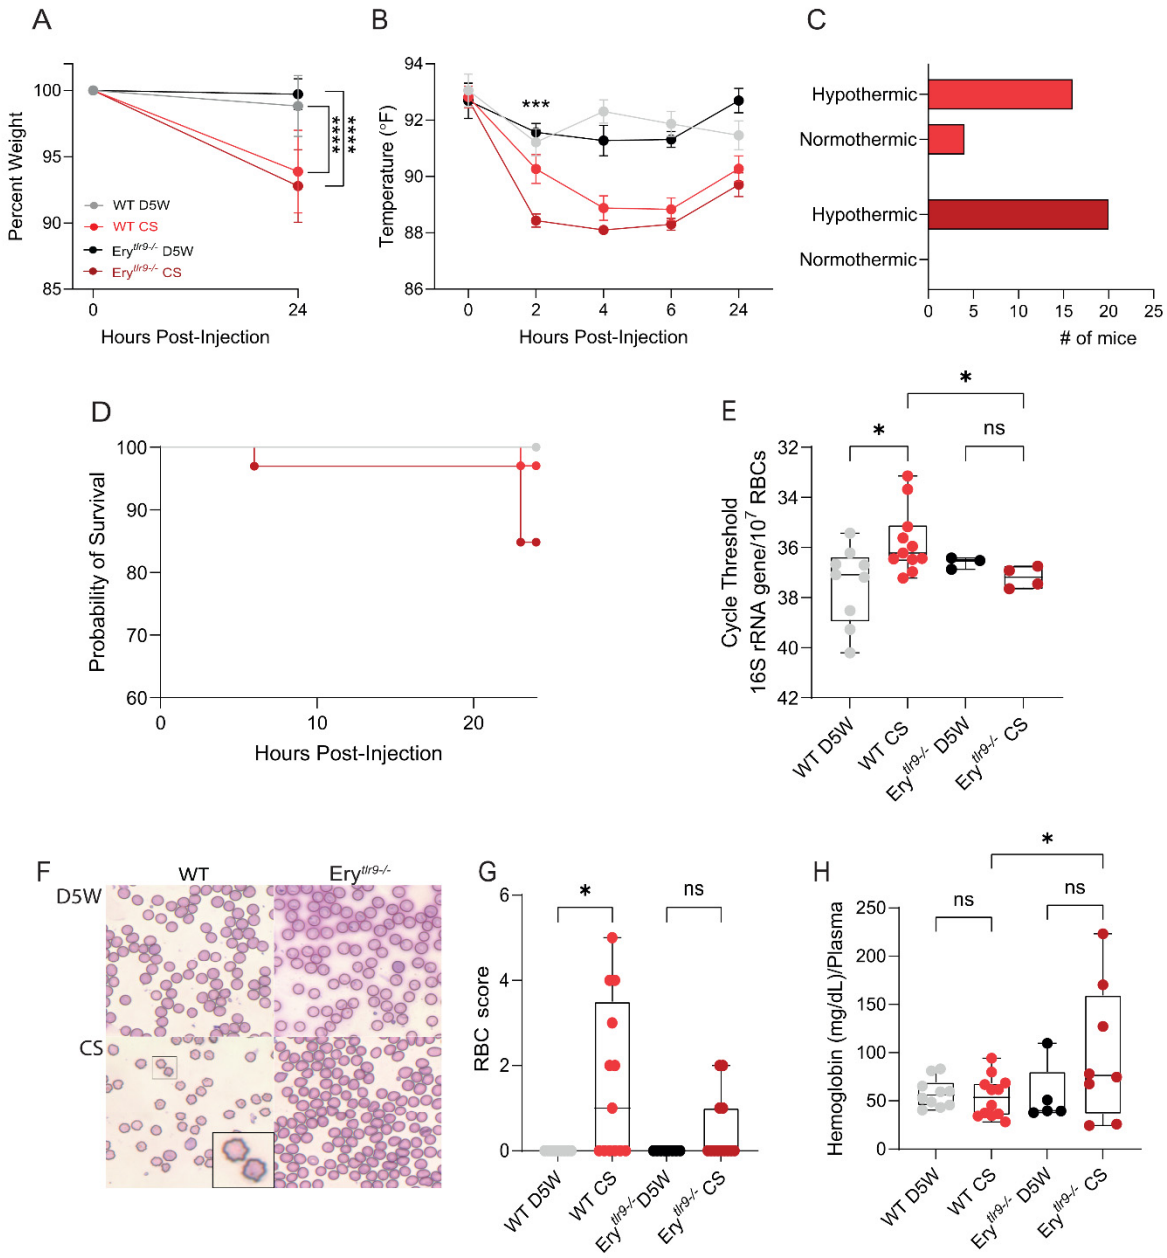 A
100
95
90
85
Percent Weight
WT D5W
WT CS
Ery^tlr9-/- D5W
Ery^tlr9-/- CS
****
****
0
24
Hours Post-Injection
B
94
92
90
88
86
Temperature (°F)
***
0
2
4
6
24
Hours Post-Injection
C
Hypothermic
Normothermic
Hypothermic
Normothermic
0 5 10 15 20 25
# of mice
D
100
90
80
70
60
Probability of Survival
0
10
20
Hours Post-Injection
E
*
*
ns
32
34
36
38
40
42
Cycle Threshold
16S rRNA gene/10^7 RBCs
WT D5W
WT CS
Ery^tlr9-/- D5W
Ery^tlr9-/- CS
F
WT
Ery^tlr9-/-
D5W
CS
G
*
ns
6
4
2
0
RBC score
WT D5W
WT CS
Ery^tlr9-/- D5W
Ery^tlr9-/- CS
H
*
ns
ns
250
200
150
100
50
0
Hemoglobin (mg/dL)/Plasma
WT D5W
WT CS
Ery^tlr9-/- D5W
Ery^tlr9-/- CS